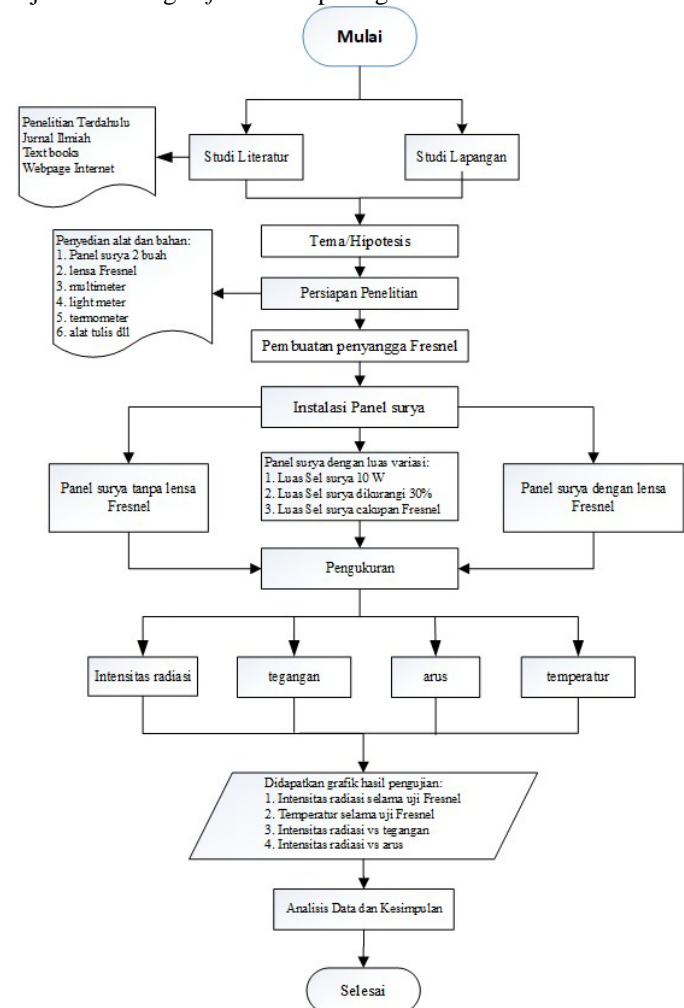 Mulai
Penelitian Terdahulu
Jurnal Ilmiah
Text books
Webpage Internet
Studi Literatur
Studi Lapangan
Tema/Hipotesis
Penyedian alat dan bahan:
1. Panel surya 2 buah
2. lensa Fresnel
3. multimeter
4. light meter
5. termometer
6. alat tulis dll
Persiapan Penelitian
Pembuatan penyangga Fresnel
Instalasi Panel surya
Panel surya tanpa lensa
Fresnel
Panel surya dengan luas variasi:
1. Luas Sel surya 10 W
2. Luas Sel surya dikurangi 30%
3. Luas Sel surya cakupan Fresnel
Panel surya dengan lensa
Fresnel
Pengukuran
Intensitas radiasi
tegangan
arus
temperatur
Didapatkan grafik hasil pengujian:
1. Intensitas radiasi selama uji Fresnel
2. Temperatur selama uji Fresnel
3. Intensitas radiasi vs tegangan
4. Intensitas radiasi vs arus
Analisis Data dan Kesimpulan
Selesai